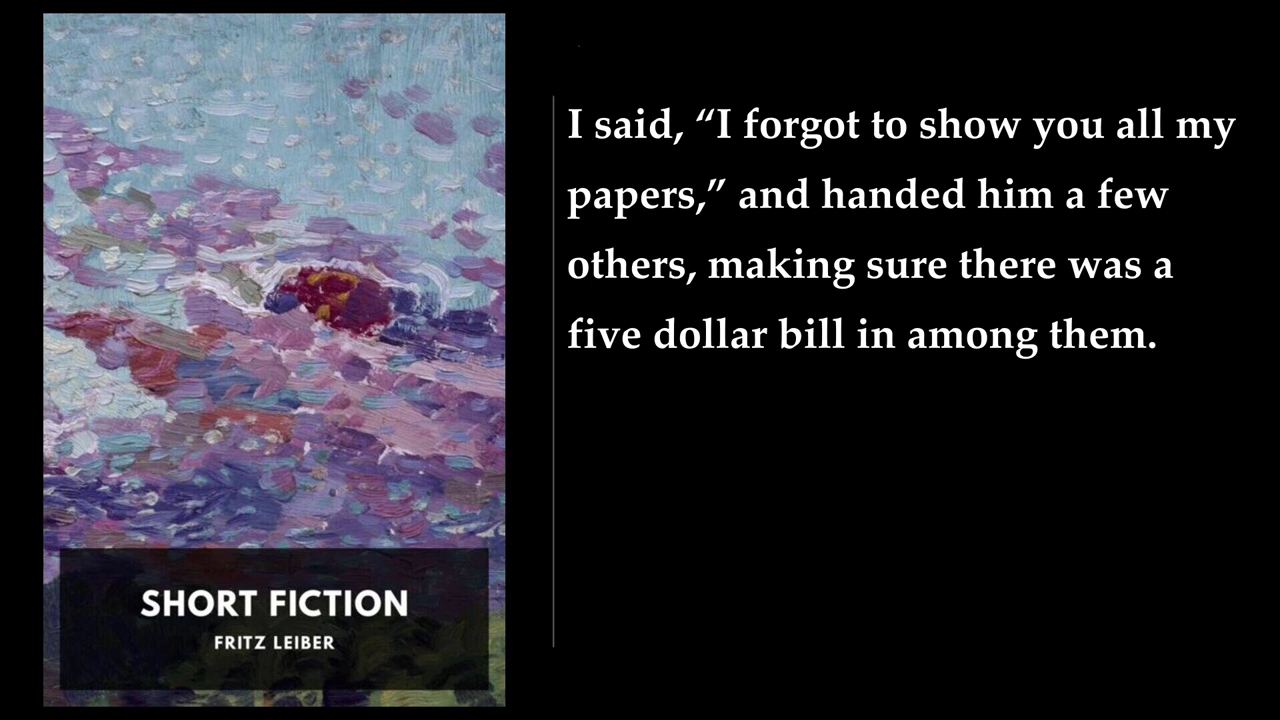 I said, “I forgot to show you all my
papers,” and handed him a few
others, making sure there was a
five dollar bill in among them.
SHORT FICTION
FRITZ LEIBER